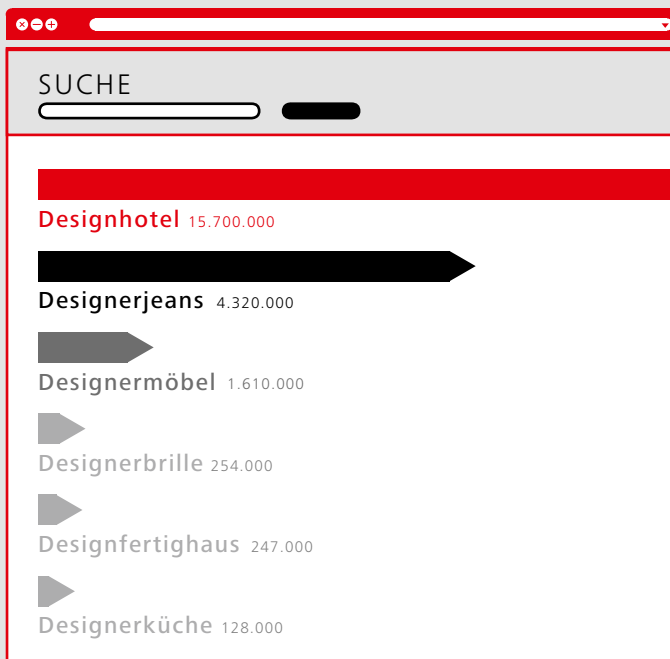 SUCHE
Designhotel 15.700.000
Designerjeans 4.320.000
Designermöbel 1.610.000
Designerbrille 254.000
Designfertighaus 247.000
Designerküche 128.000